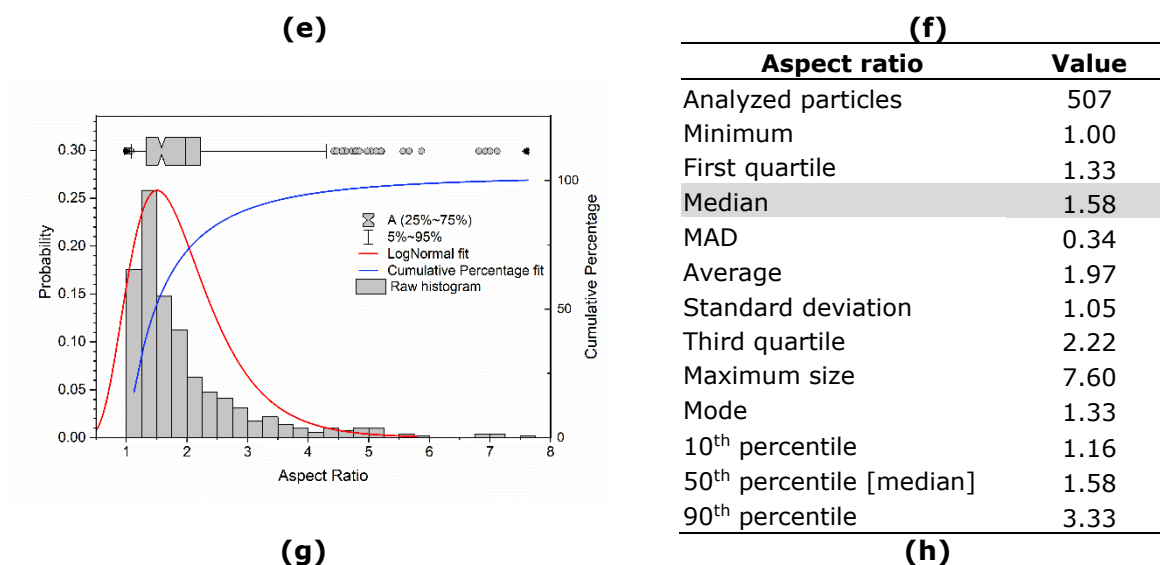 (e)
(f)
0.30
0.25
0.20
0.15
0.10
0.05
0.00
Probability
1
2
3
4
5
6
7
8
Aspect Ratio
100
50
0
Cumulative Percentage
A (25%~75%)
5%~95%
LogNormal fit
Cumulative Percentage fit
Raw histogram
Aspect ratio Value
Analyzed particles 507
Minimum 1.00
First quartile 1.33
Median 1.58
MAD 0.34
Average 1.97
Standard deviation 1.05
Third quartile 2.22
Maximum size 7.60
Mode 1.33
10th percentile 1.16
50th percentile [median] 1.58
90th percentile 3.33
(g)
(h)